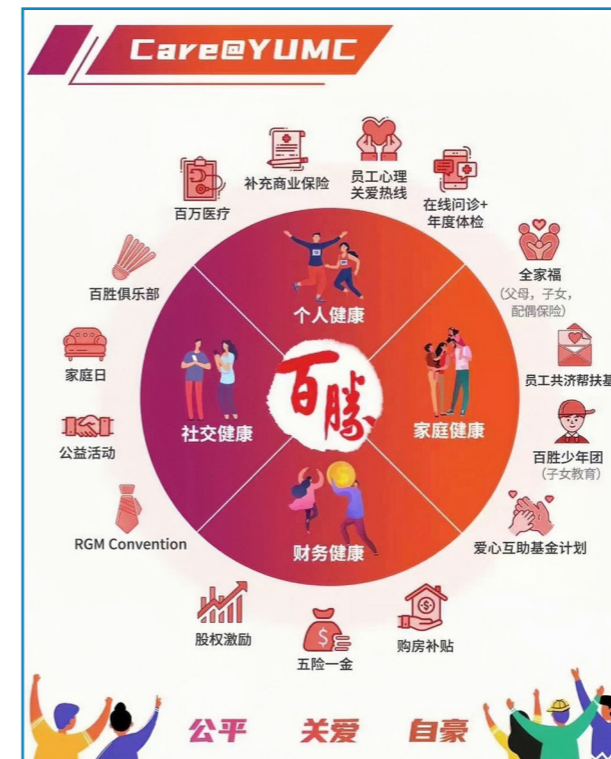 Care@YUMC
百万医疗
补充商业保险
员工心理
关爱热线
在线问诊+
年度体检
百胜俱乐部
家庭日
公益活动
RGM Convention
全家福
(父母，子女，
配偶保险)
员工共济帮扶基
百胜少年团
(子女教育)
爱心互助基金计划
个人健康
社交健康
百胜
家庭健康
财务健康
股权激励
五险一金
购房补贴
公平 关爱 自豪